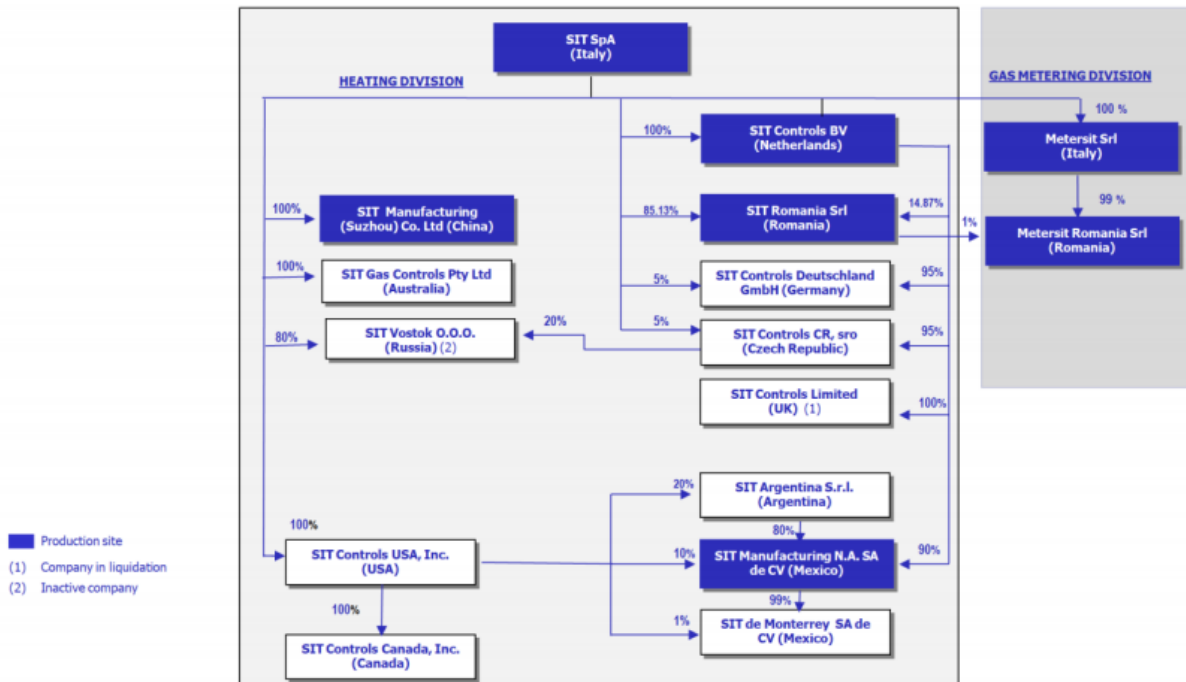 SIT SpA
(Italy)
HEATING DIVISION
GAS METERING DIVISION
100 %
100%
SIT Controls BV
(Netherlands)
Metersit Srl
(Italy)
100%
SIT Manufacturing
(Suzhou) Co. Ltd (China)
85.13%
SIT Romania Srl
(Romania)
14.87%
1%
99 %
Metersit Romania Srl
(Romania)
100%
SIT Gas Controls Pty Ltd
(Australia)
5%
SIT Controls Deutschland
GmbH (Germany)
95%
80%
SIT Vostok O.O.O.
(Russia) (2)
20%
5%
SIT Controls CR, sro
(Czech Republic)
95%
SIT Controls Limited
(UK) (1)
100%
20%
SIT Argentina S.r.l.
(Argentina)
80%
100%
SIT Controls USA, Inc.
(USA)
10%
SIT Manufacturing N.A. SA
de CV (Mexico)
90%
99%
100%
1%
SIT de Monterrey SA de
CV (Mexico)
SIT Controls Canada, Inc.
(Canada)
Production site
(1) Company in liquidation
(2) Inactive company